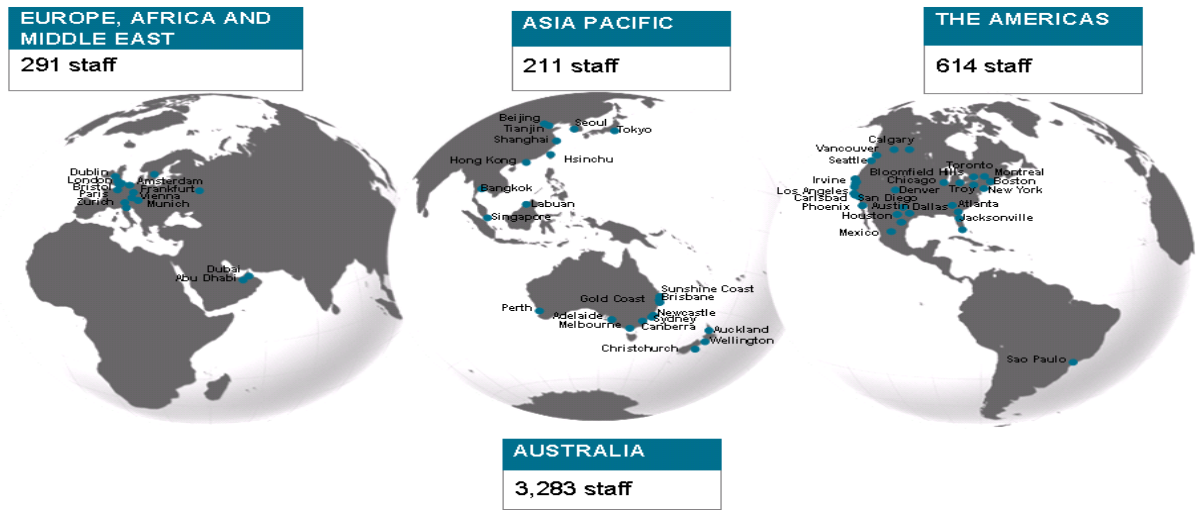 EUROPE, AFRICA AND
MIDDLE EAST
291 staff
ASIA PACIFIC
211 staff
THE AMERICAS
614 staff
Dublin
London
Bristol
Paris
Zurich
Amsterdam
Frankfurt
Vienna
Munich
Dubai
Abu Dhabi
Beijing
Tianjin
Shanghai
Seoul
Tokyo
Hong Kong
Hsinchu
Bangkok
Labuan
Singapore
Sunshine Coast
Gold Coast
Brisbane
Perth
Newcastle
Adelaide
Sydney
Melbourne
Canberra
Auckland
Wellington
Christchurch
Calgary
Vancouver
Seattle
Toronto
Bloomfield Hills
Montreal
Irvine
Chicago
Boston
Los Angeles
Denver
Troy
New York
Carlsbad
San Diego
Phoenix
Austin
Dallas
Atlanta
Houston
Jacksonville
Mexico
Sao Paulo
AUSTRALIA
3,283 staff